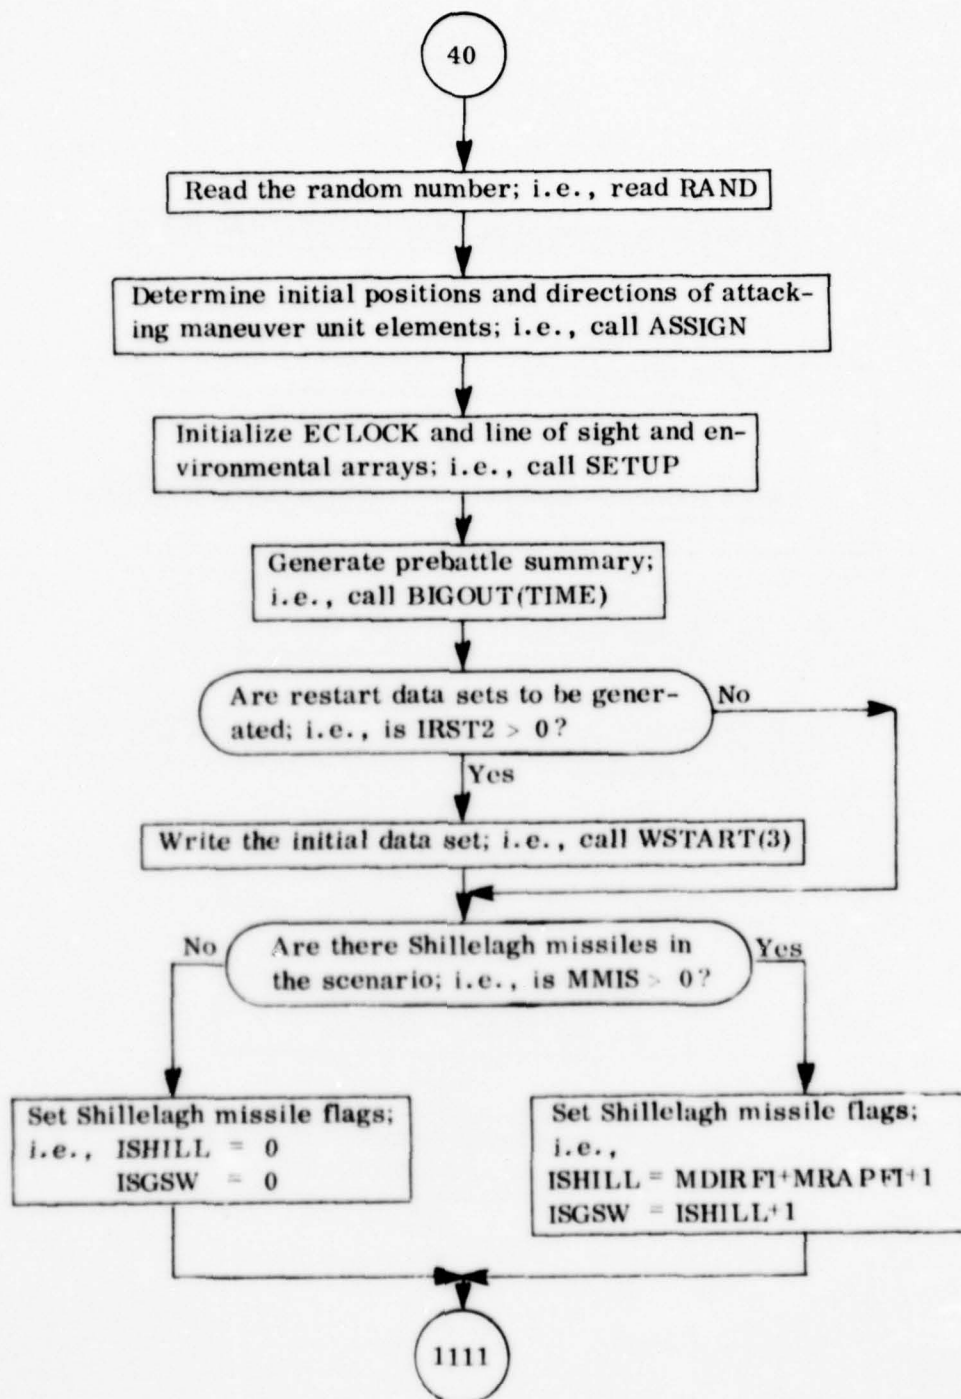 40
Read the random number; i.e., read RAND
Determine initial positions and directions of attack-
ing maneuver unit elements; i.e., call ASSIGN
Initialize ECLOCK and line of sight and en-
vironmental arrays; i.e., call SETUP
Generate prebattle summary;
i.e., call BIGOUT(TIME)
Are restart data sets to be gener-
ated; i.e., is IRST2 > 0?
No
Yes
Write the initial data set; i.e., call WSTART(3)
No
Are there Shillelagh missiles in
the scenario; i.e., is MMIS > 0?
Yes
Set Shillelagh missile flags;
i.e., ISHILL = 0
ISGSW = 0
Set Shillelagh missile flags;
i.e.,
ISHILL = MDIRFI+MRAPFI+1
ISGSW = ISHILL+1
1111